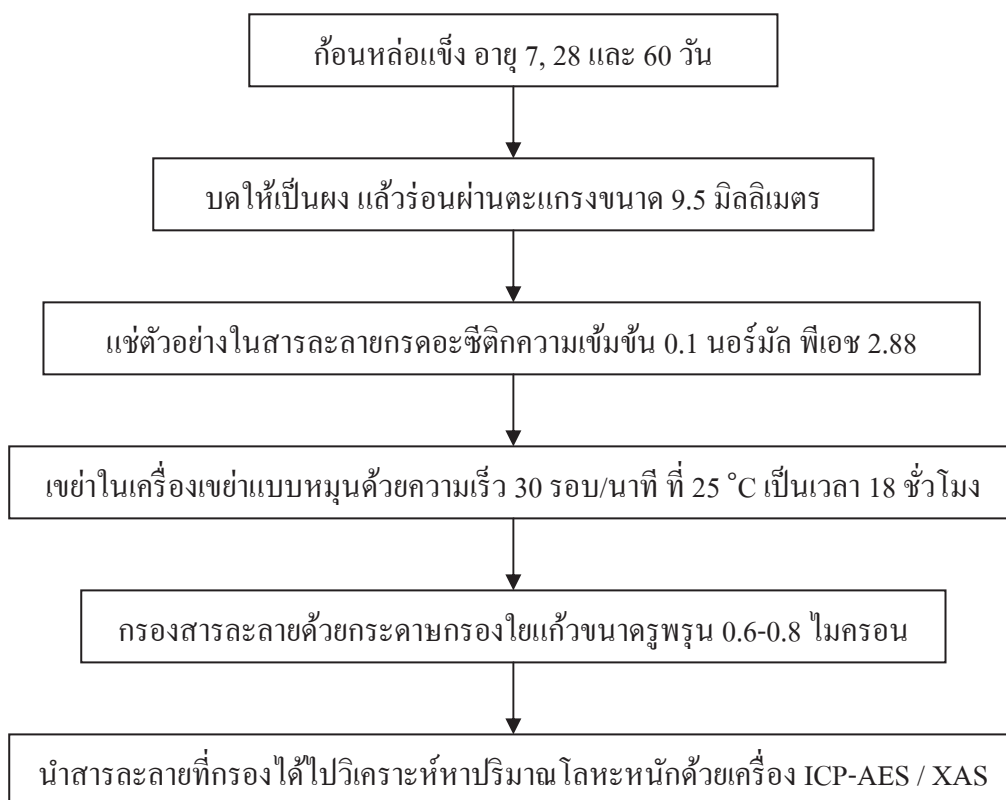 ก้อนหล่อแข็ง อายุ 7, 28 และ 60 วัน
บดให้เป็นผง แล้วร่อนผ่านตะแกรงขนาด 9.5 มิลลิเมตร
แช่ตัวอย่างในสารละลายกรดอะซีติกความเข้มข้น 0.1 นอร์มัล พีเอช 2.88
เขย่าในเครื่องเขย่าแบบหมุนด้วยความเร็ว 30 รอบ/นาที ที่ 25 °C เป็นเวลา 18 ชั่วโมง
กรองสารละลายด้วยกระดาษกรองใยแก้วขนาดรูพรุน 0.6-0.8 ไมครอน
นำสารละลายที่กรองได้ไปวิเคราะห์หาปริมาณโลหะหนักด้วยเครื่อง ICP-AES / XAS